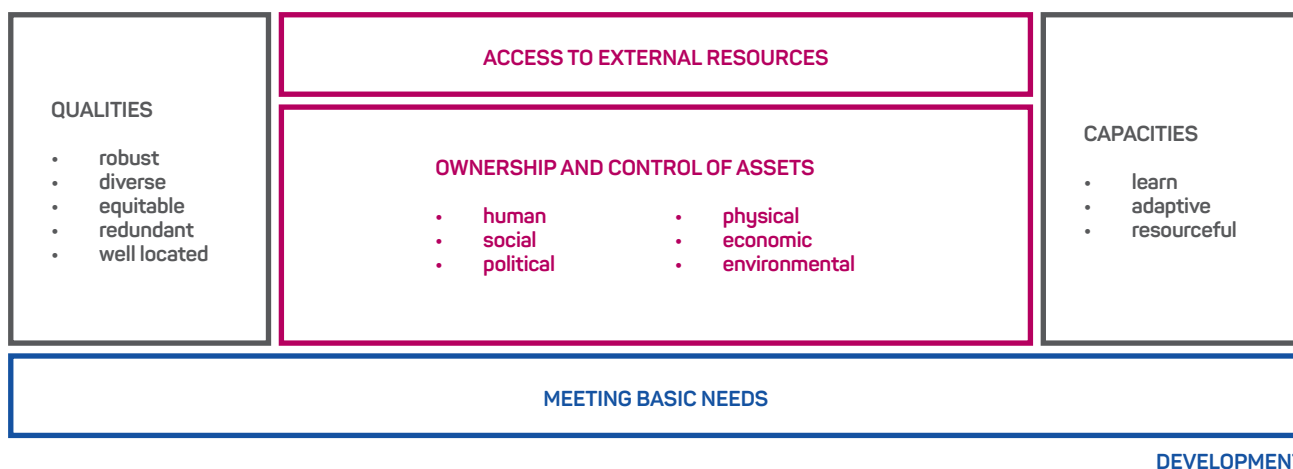 QUALITIES
• robust
• diverse
• equitable
• redundant
• well located
ACCESS TO EXTERNAL RESOURCES
OWNERSHIP AND CONTROL OF ASSETS
• human
• social
• political
• physical
• economic
• environmental
CAPACITIES
• learn
• adaptive
• resourceful
MEETING BASIC NEEDS
DEVELOPMENT